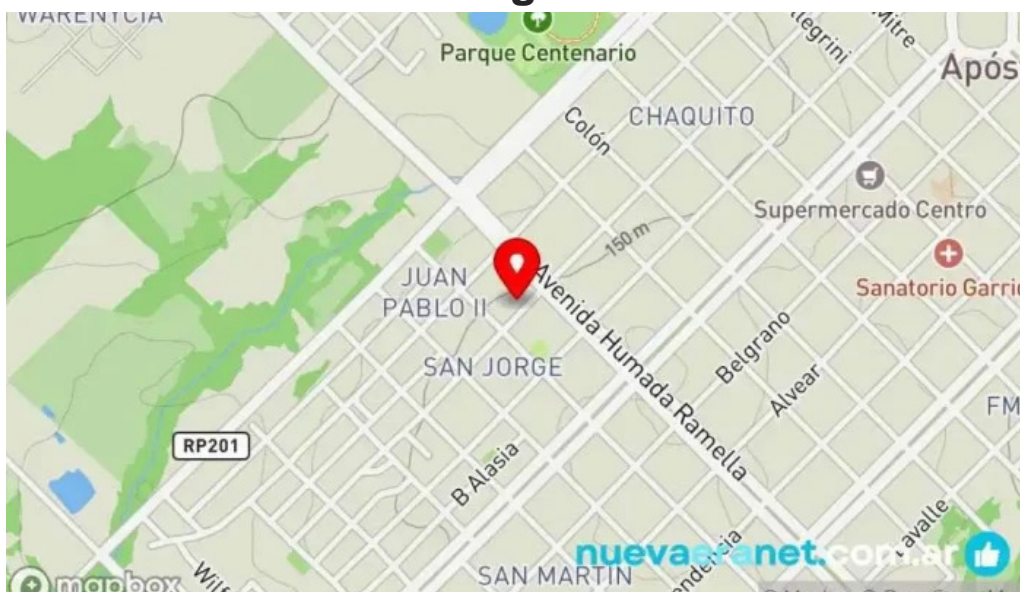 WARENYCIA
Parque Centenario
Mitre
Após
Colón
CHAQUITO
Supermercado Centro
150 m
JUAN
PABLO II
Avenida Humada Ramella
Sanatorio Garri
SAN JORGE
Belgrano
Alvear
FM
RP201
B Alasia
Lavalle
nuevaeranet.com.ar
SAN MARTIN
mapbox